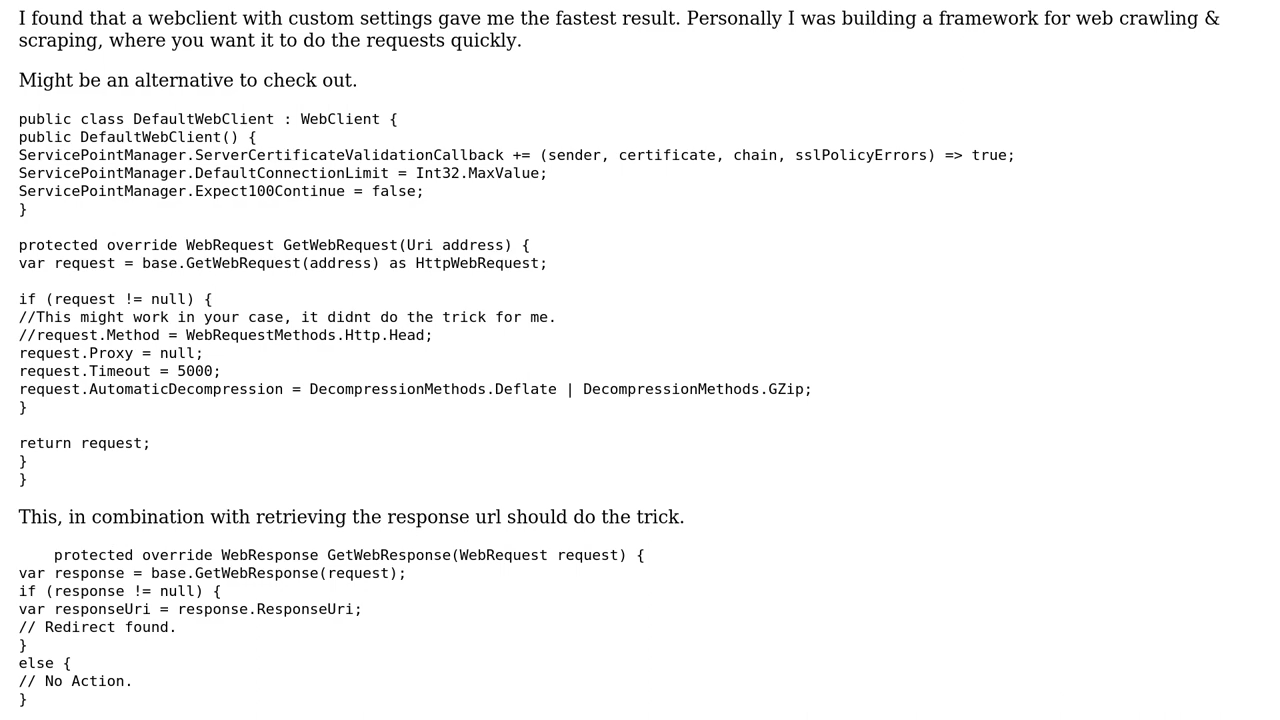 I found that a webclient with custom settings gave me the fastest result. Personally I was building a framework for web crawling &
scraping, where you want it to do the requests quickly.
Might be an alternative to check out.
public class DefaultWebClient : WebClient {
public DefaultWebClient() {
ServicePointManager.ServerCertificateValidationCallback += (sender, certificate, chain, sslPolicyErrors) => true;
ServicePointManager.DefaultConnectionLimit = Int32.MaxValue;
ServicePointManager.Expect100Continue = false;
}
protected override WebRequest GetWebRequest(Uri address) {
var request = base.GetWebRequest(address) as HttpWebRequest;
if (request != null) {
//This might work in your case, it didnt do the trick for me.
//request.Method = WebRequestMethods.Http.Head;
request.Proxy = null;
request.Timeout = 5000;
request.AutomaticDecompression = DecompressionMethods.Deflate | DecompressionMethods.GZip;
}
return request;
}
}
This, in combination with retrieving the response url should do the trick.
    protected override WebResponse GetWebResponse(WebRequest request) {
var response = base.GetWebResponse(request);
if (response != null) {
var responseUri = response.ResponseUri;
// Redirect found.
}
else {
// No Action.
}